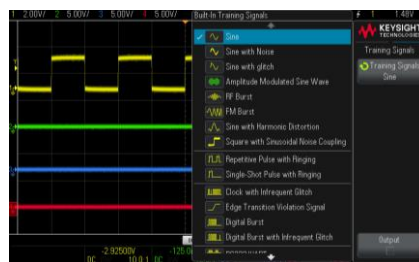 1 2.00V/ 2 5.00V/ 3 5.00V/ 4 5.00V/
Built-In Training Signals
1 1.48V
KEYSIGHT
TECHNOLOGIES
Training Signals
Training Signals
Sine
Sine
Sine with Noise
Sine with glitch
Amplitude Modulated Sine Wave
RF Burst
FM Burst
Sine with Harmonic Distortion
Square with Sinusoidal Noise Coupling
Repetitive Pulse with Ringing
Single-Shot Pulse with Ringing
Clock with Infrequent Glitch
Edge Transition Violation Signal
Digital Burst
Digital Burst with Infrequent Glitch
Output
-2.92500V
DC 10.0:1 DC